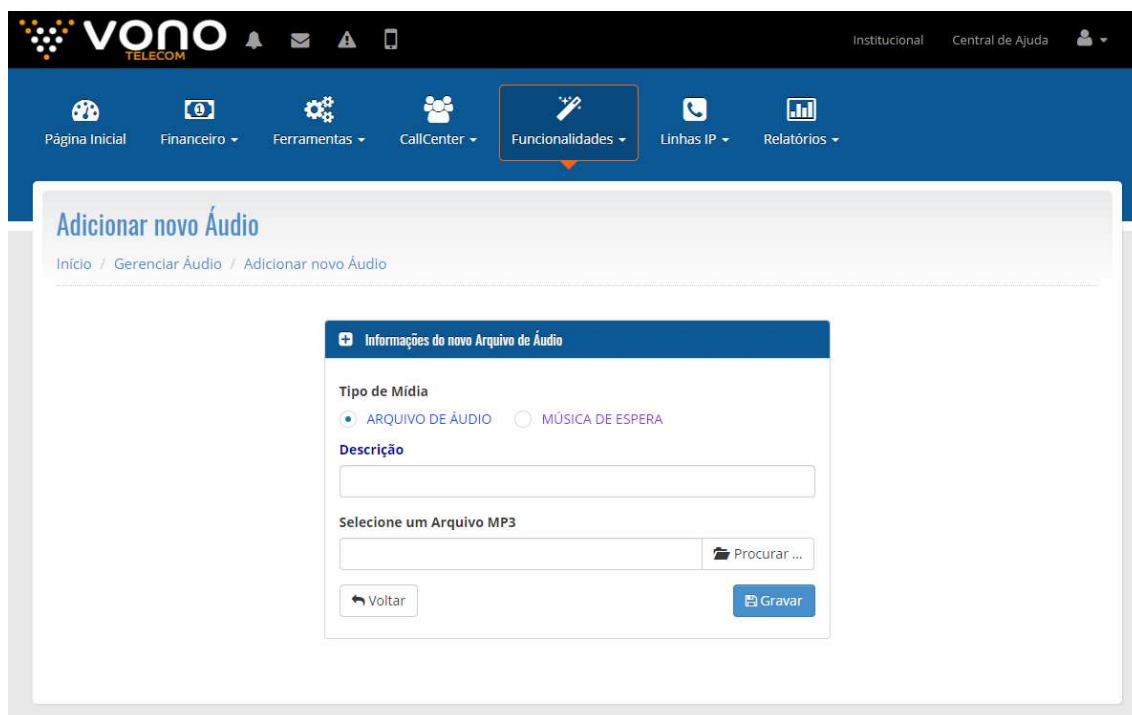 VONO
TELECOM
Institucional Central de Ajuda
Página Inicial Financeiro Ferramentas CallCenter Funcionalidades Linhas IP Relatórios
Adicionar novo Áudio
Início / Gerenciar Áudio / Adicionar novo Áudio
Informações do novo Arquivo de Áudio
Tipo de Mídia
ARQUIVO DE ÁUDIO MÚSICA DE ESPERA
Descrição
Selecione um Arquivo MP3
Procurar ...
Voltar Gravar